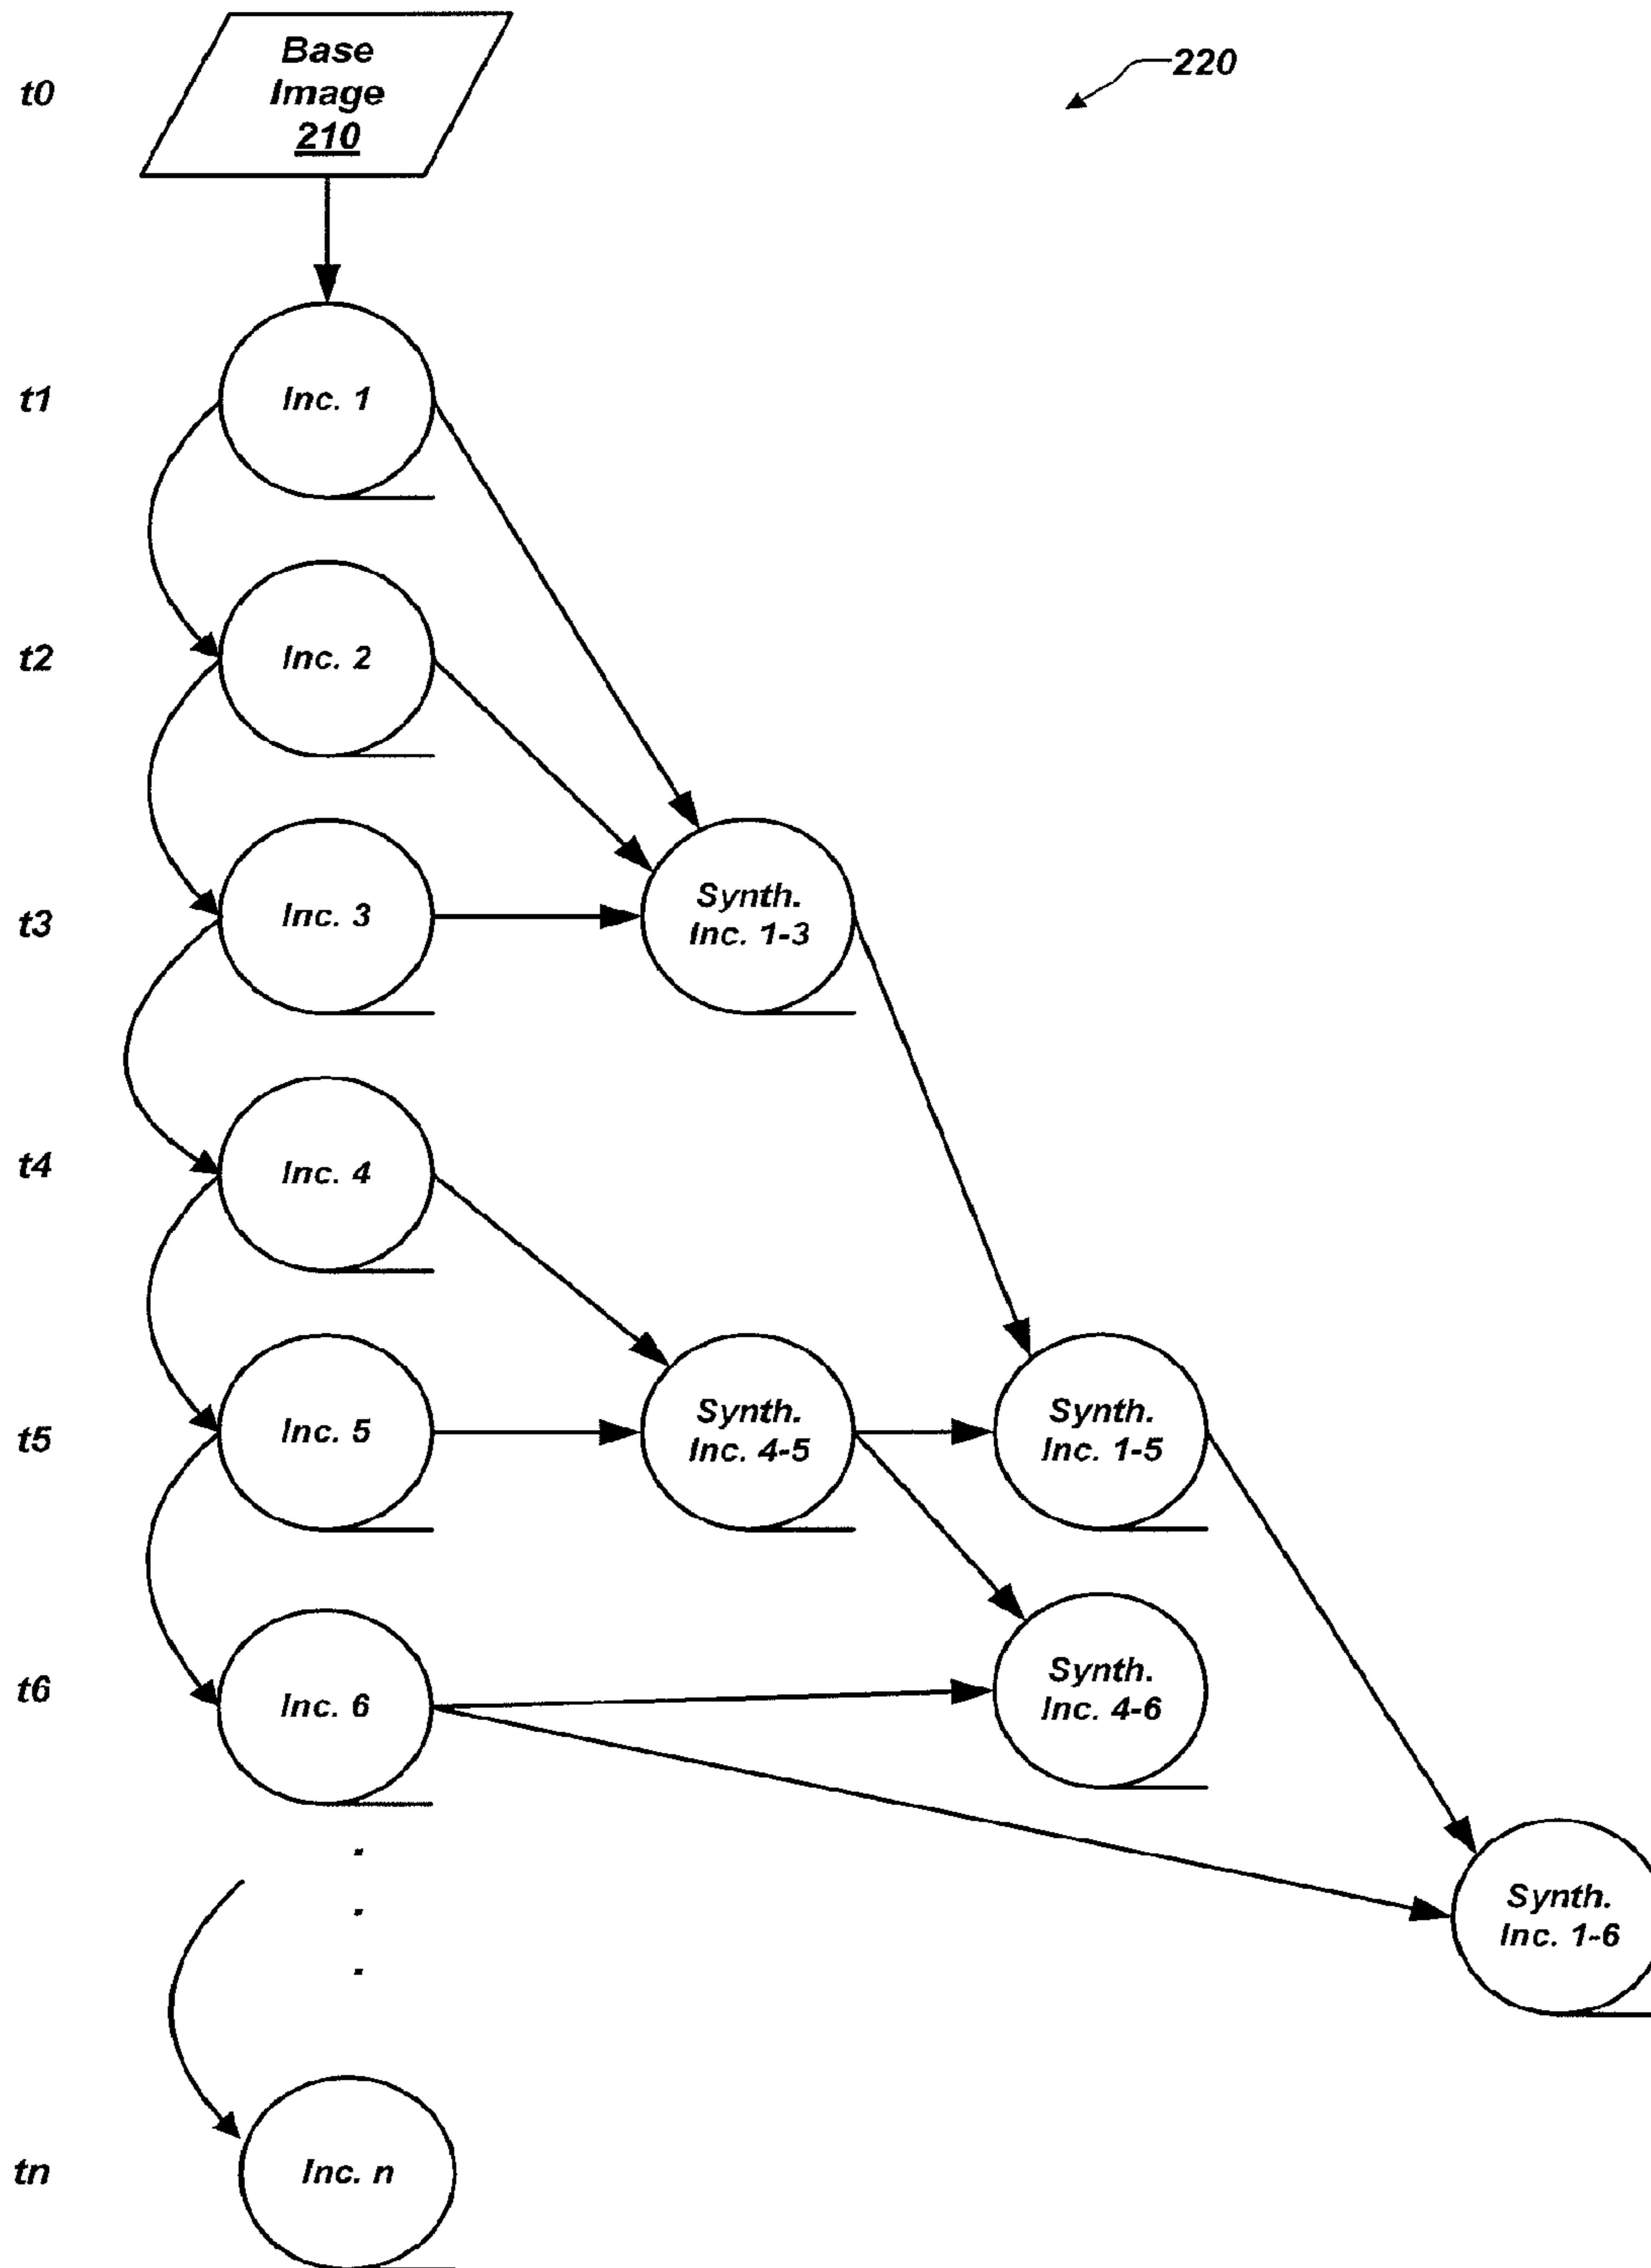 Base
Image
210
t0
220
t1
Inc. 1
t2
Inc. 2
t3
Inc. 3
Synth.
Inc. 1-3
t4
Inc. 4
t5
Inc. 5
Synth.
Inc. 4-5
Synth.
Inc. 1-5
t6
Inc. 6
Synth.
Inc. 4-6
Synth.
Inc. 1-6
tn
Inc. n